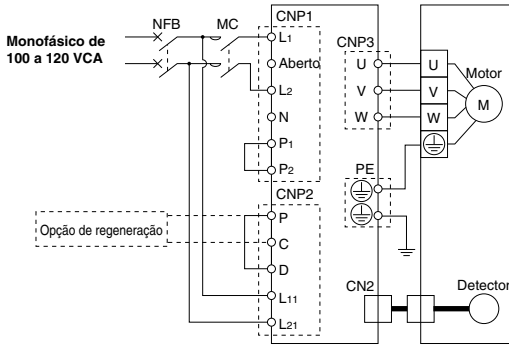 NFB
MC
CNP1
Monofásico de
100 a 120 VCA
L1
Aberto
L2
N
P1
P2
CNP2
Opção de regeneração
P
C
D
L11
L21
CNP3
U
V
W
PE
CN2
U
V
W
Motor
M
Detector